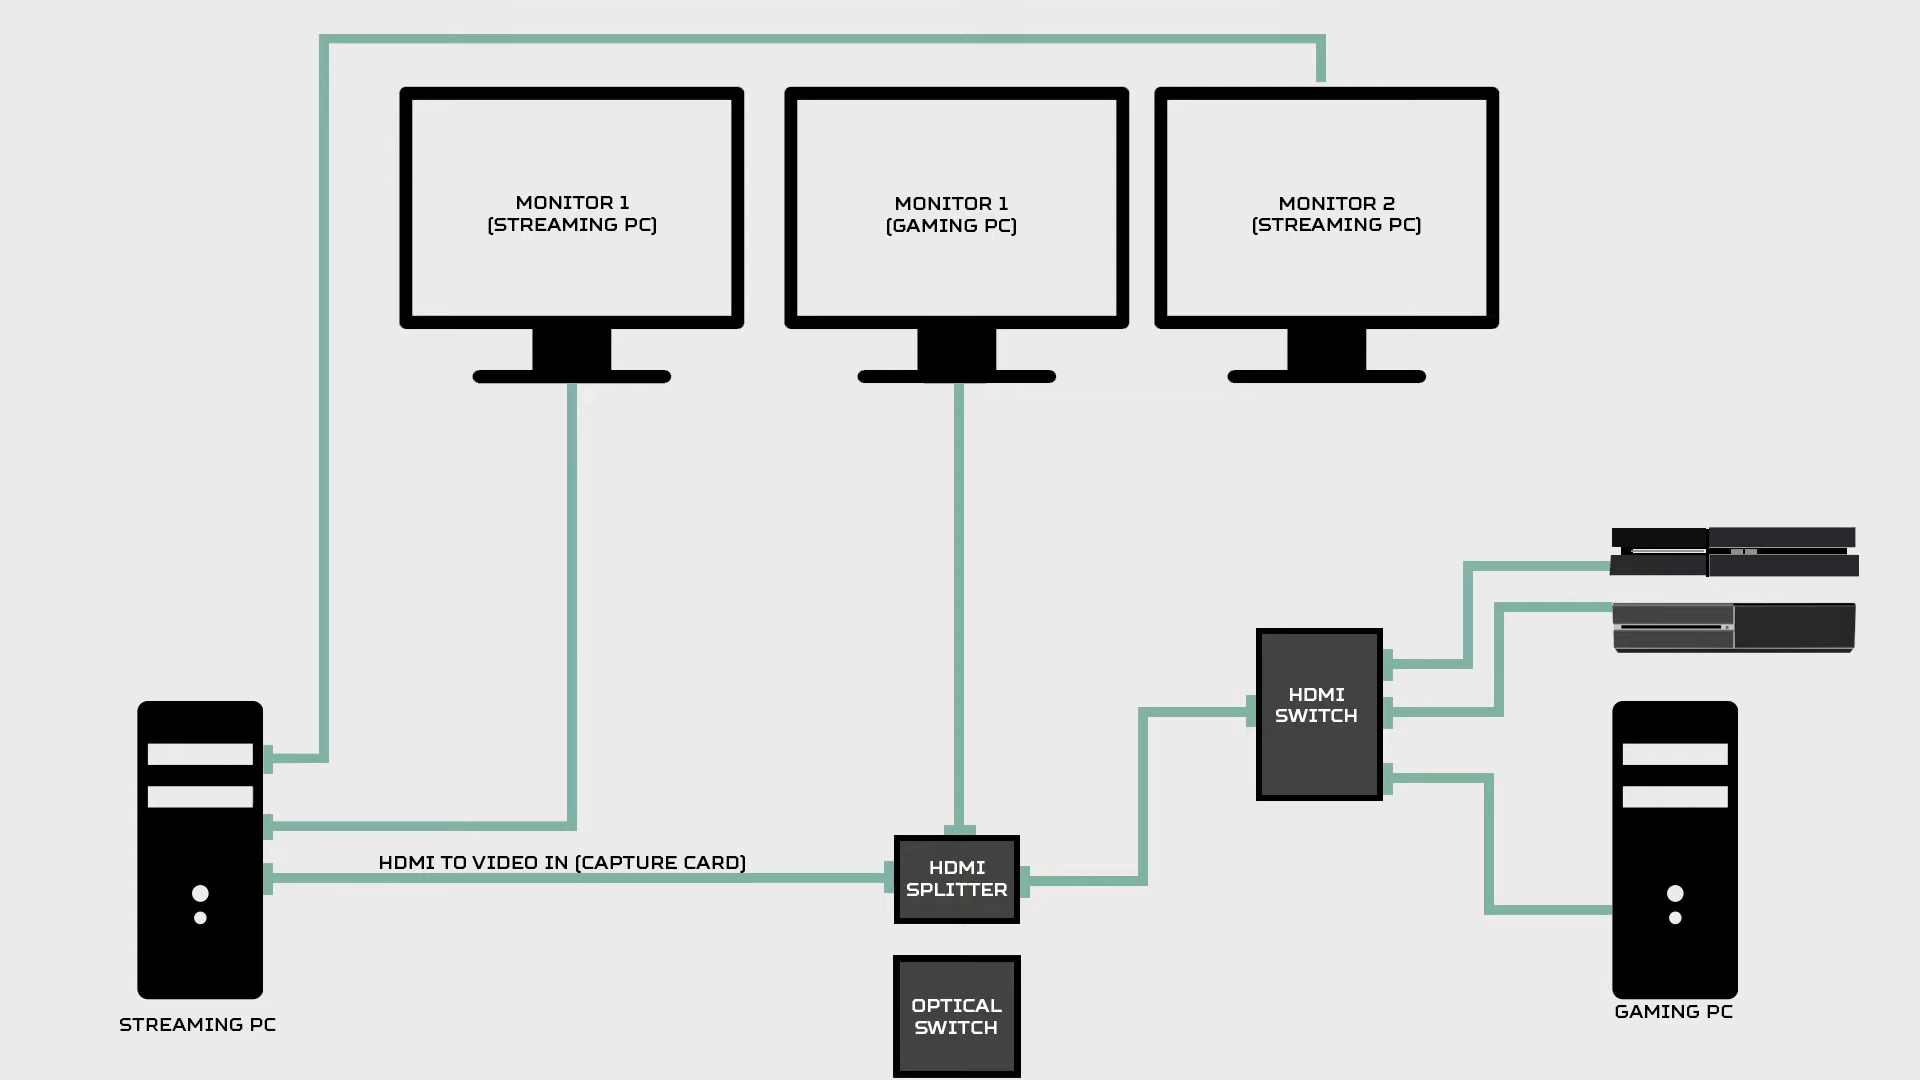 MONITOR 1
(STREAMING PC)
MONITOR 1
(GAMING PC)
MONITOR 2
(STREAMING PC)
HDMI
SWITCH
HDMI TO VIDEO IN (CAPTURE CARD)
HDMI
SPLITTER
OPTICAL
SWITCH
STREAMING PC
GAMING PC